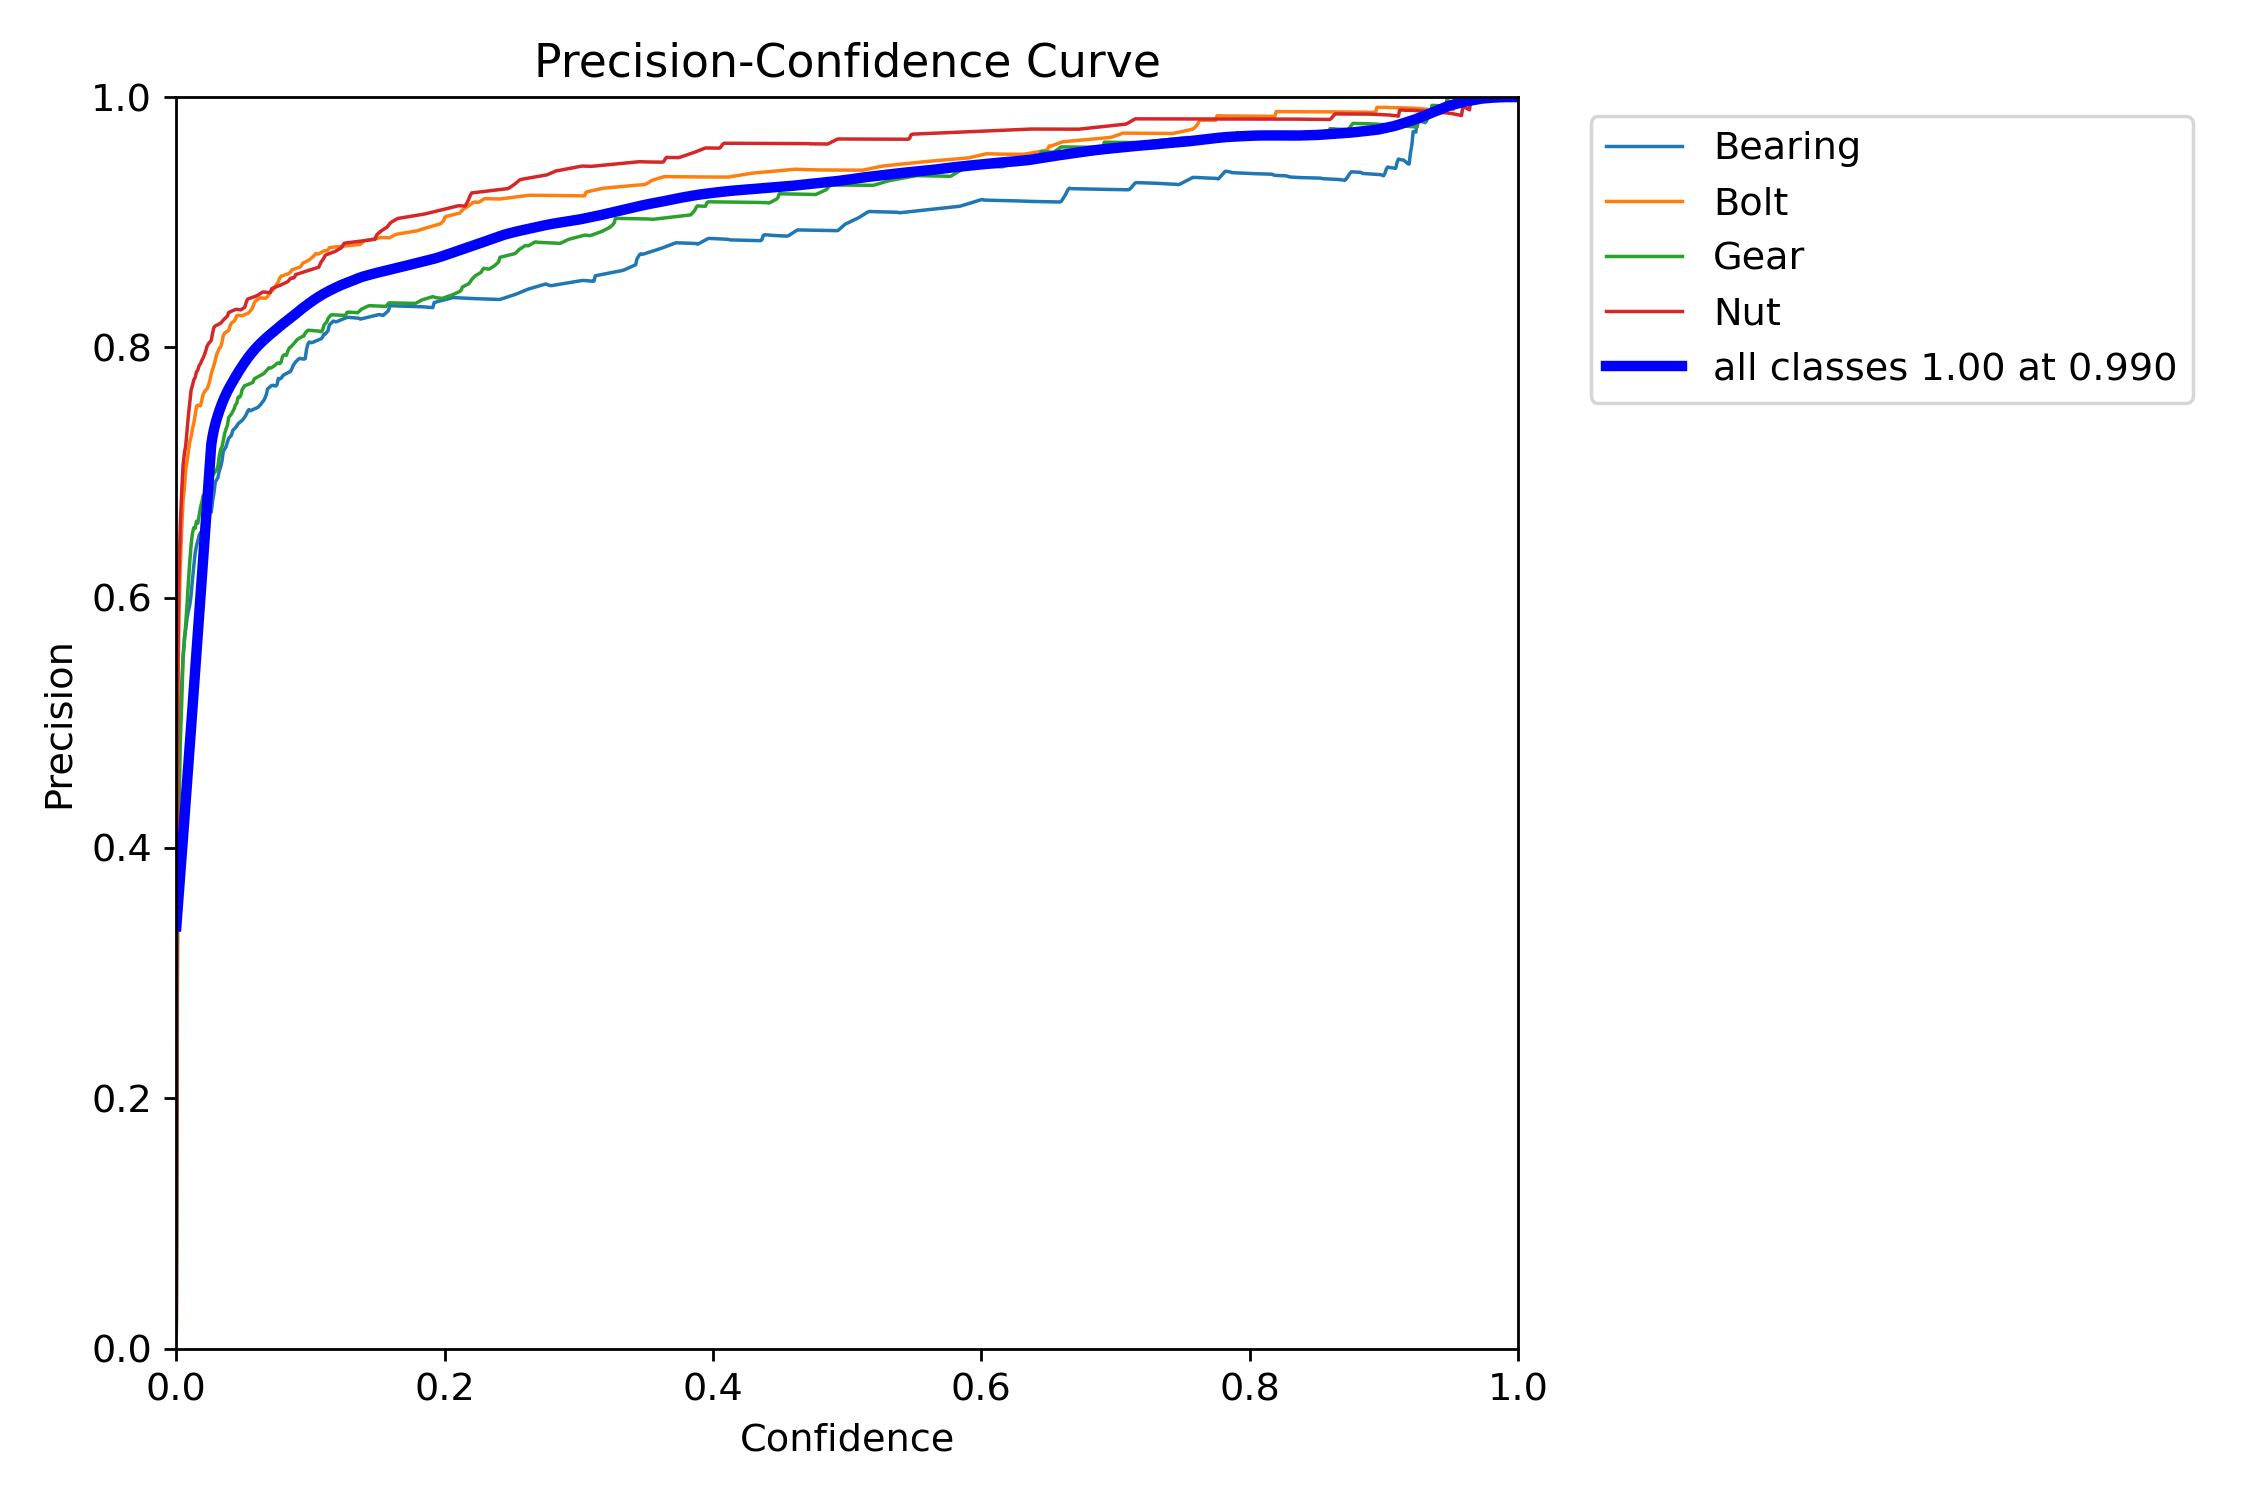 Precision-Confidence Curve
1.0
0.8
0.6
0.4
0.2
0.0
Precision
0.0 0.2 0.4 0.6 0.8 1.0
Confidence
Bearing
Bolt
Gear
Nut
all classes 1.00 at 0.990